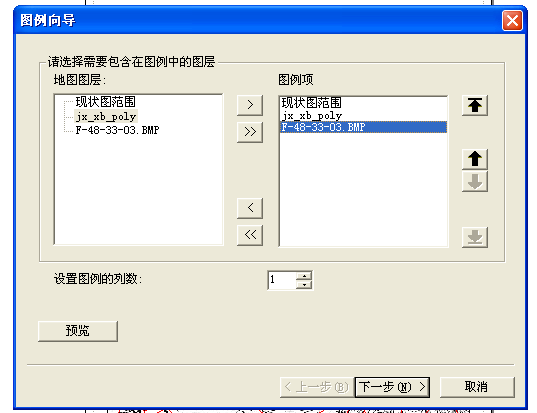 图例向导
请选择需要包含在图例中的图层
地图图层:
图例项
现状图范围
jx_xb_poly
F-48-33-03.BMP
>
>>
<
<<
现状图范围
jx_xb_poly
F-48-33-03.BMP
设置图例的列数:
1
预览
< 上一步(B)
下一步(N) >
取消